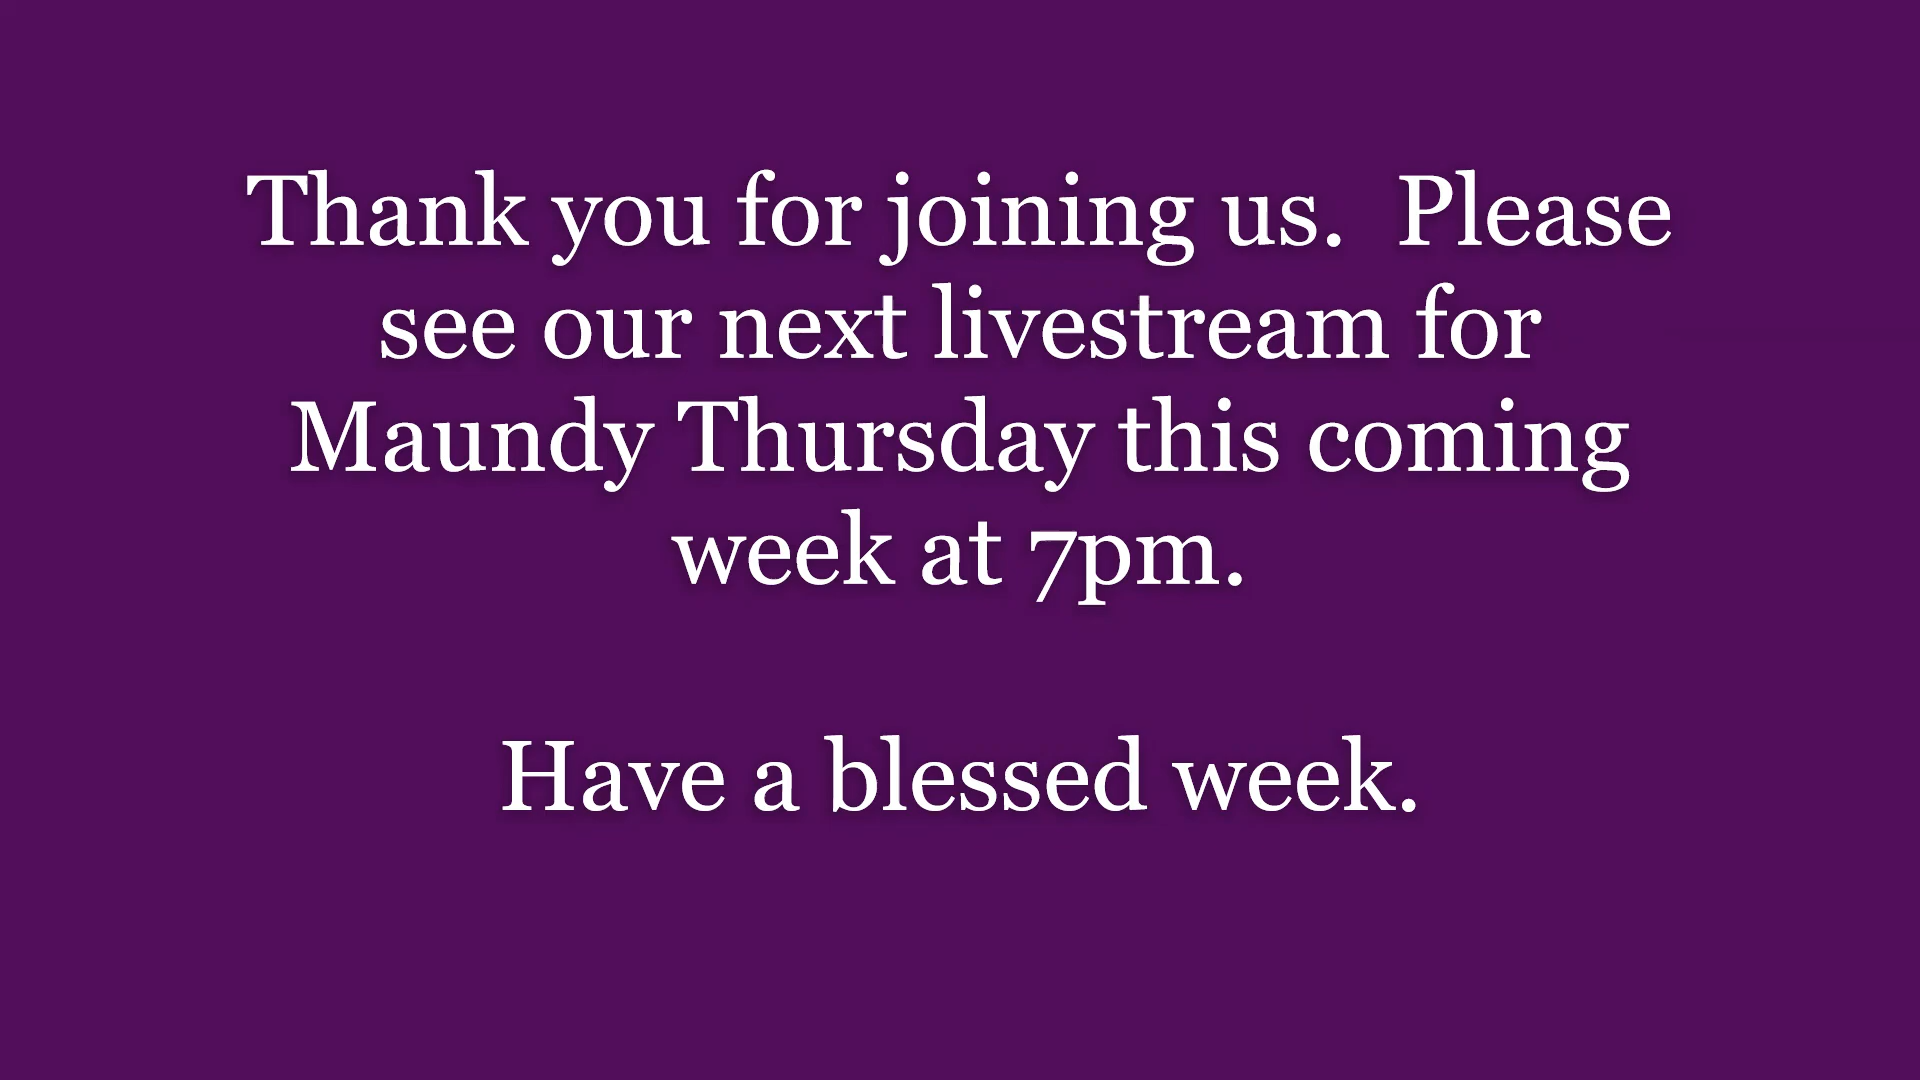 Thank you for joining us.  Please
see our next livestream for
Maundy Thursday this coming
week at 7pm.
Have a blessed week.